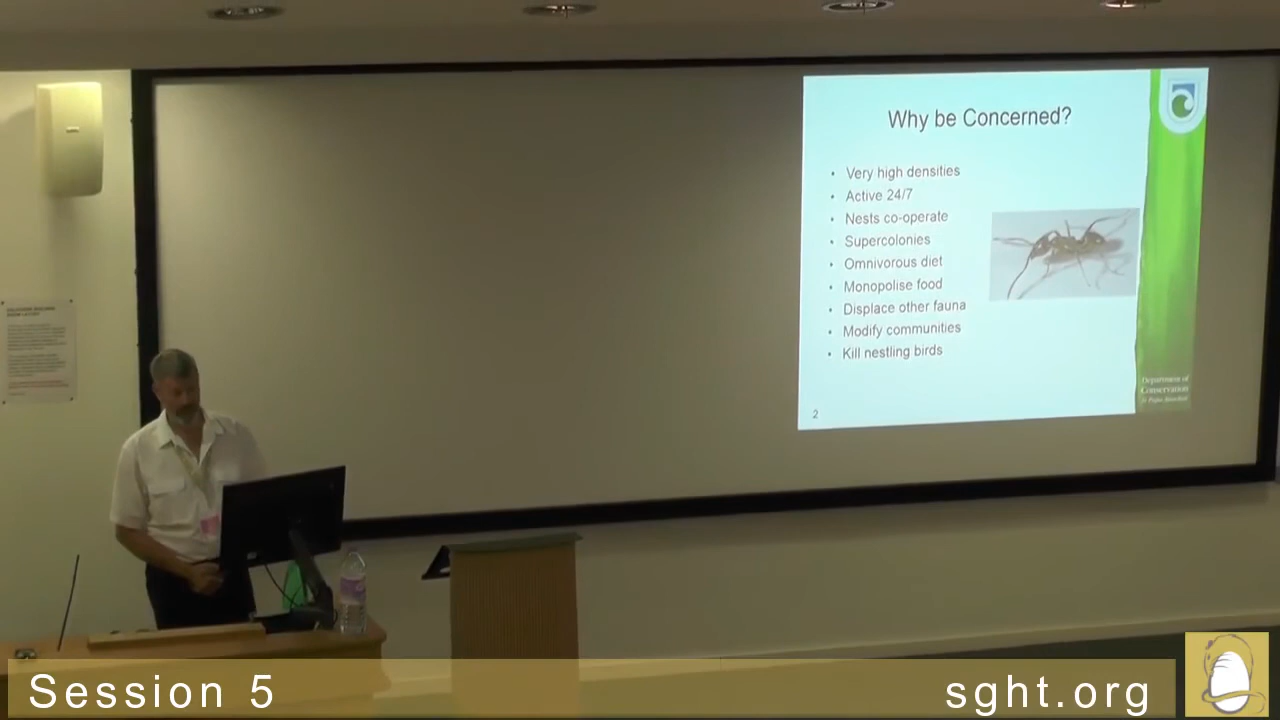 Why be Concerned?
• Very high densities
• Active 24/7
• Nests co-operate
• Supercolonies
• Omnivorous diet
• Monopolise food
• Displace other fauna
• Modify communities
• Kill nestling birds
2
Department of
Conservation
Session 5
sght.org